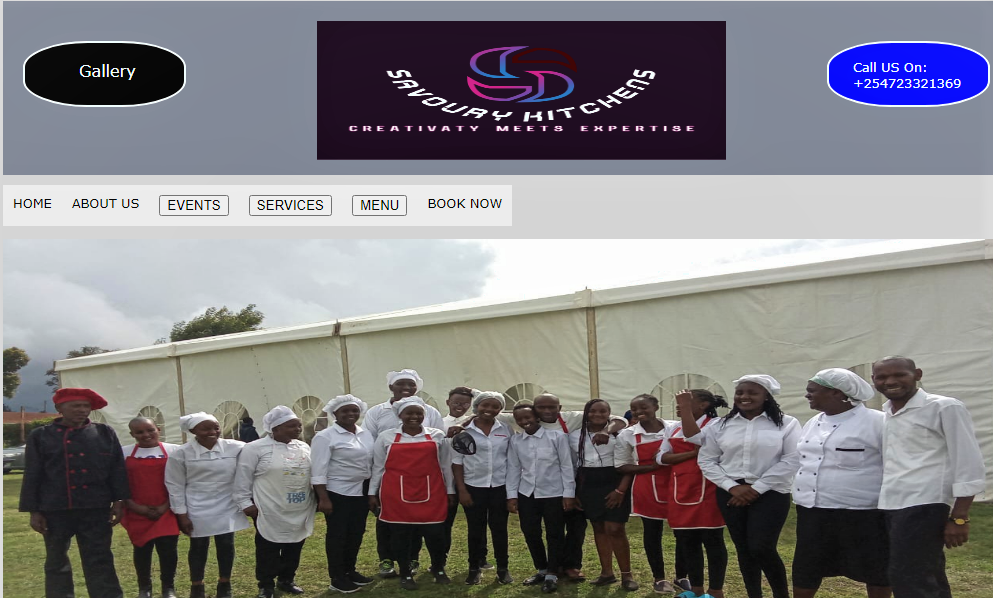 Gallery
SAVOURY KITCHENS
CREATIVATY MEETS EXPERTISE
Call US On:
+254723321369
HOME ABOUT US EVENTS SERVICES MENU BOOK NOW